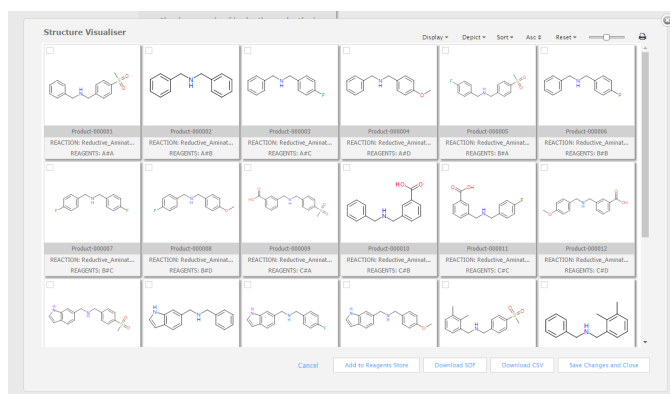 Structure Visualiser
Display Depict Sort Asc Reset
Product-000001 Product-000002 Product-000003 Product-000004 Product-000005 Product-000006
REACTION: Reductive_Aminat... REACTION: Reductive_Aminat... REACTION: Reductive_Aminat... REACTION: Reductive_Aminat... REACTION: Reductive_Aminat... REACTION: Reductive_Aminat...
REAGENTS: A#A REAGENTS: A#B REAGENTS: A#C REAGENTS: A#D REAGENTS: B#A REAGENTS: B#B
HO O
Product-000007 Product-000008 Product-000009 Product-000010 Product-000011 Product-000012
REACTION: Reductive_Aminat... REACTION: Reductive_Aminat... REACTION: Reductive_Aminat... REACTION: Reductive_Aminat... REACTION: Reductive_Aminat... REACTION: Reductive_Aminat...
REAGENTS: B#C REAGENTS: B#D REAGENTS: C#A REAGENTS: C#B REAGENTS: C#C REAGENTS: C#D
Cancel Add to Reagents Store Download SDF Download CSV Save Changes and Close